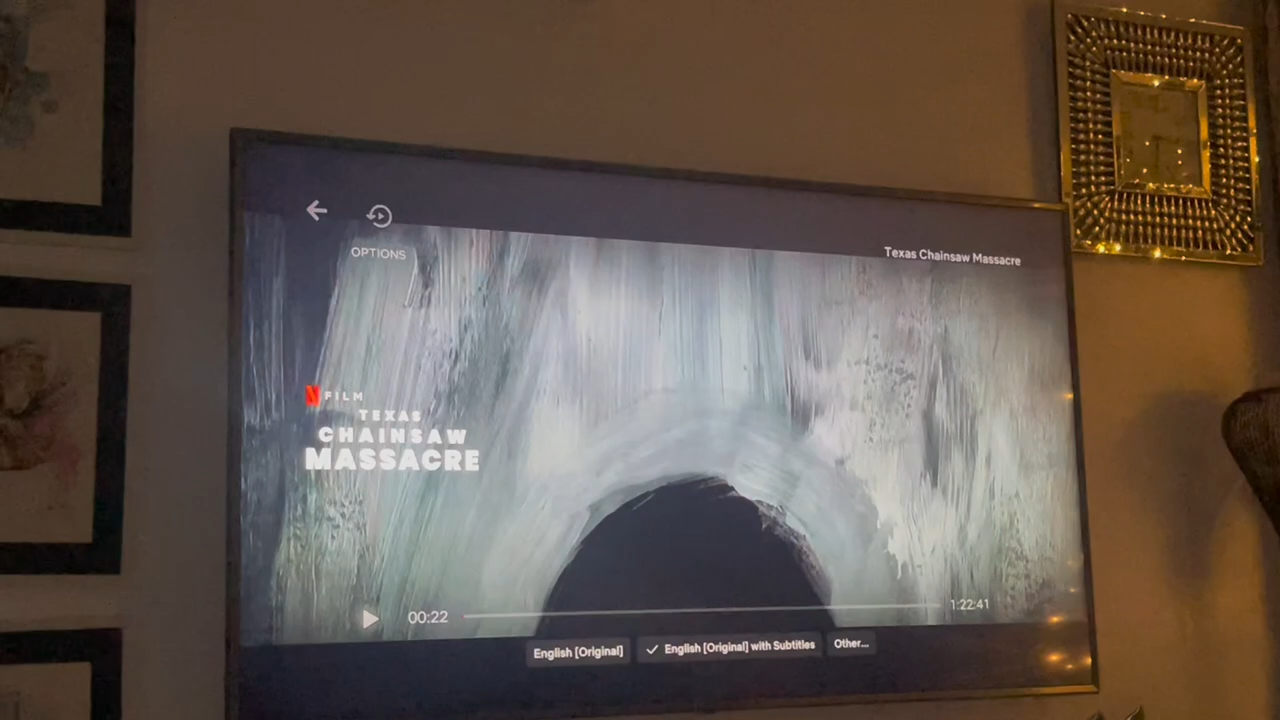 OPTIONS
Texas Chainsaw Massacre
FILM
TEXAS
CHAINSAW
MASSACRE
00:22
1:22:41
English [Original]
English [Original] with Subtitles
Other...